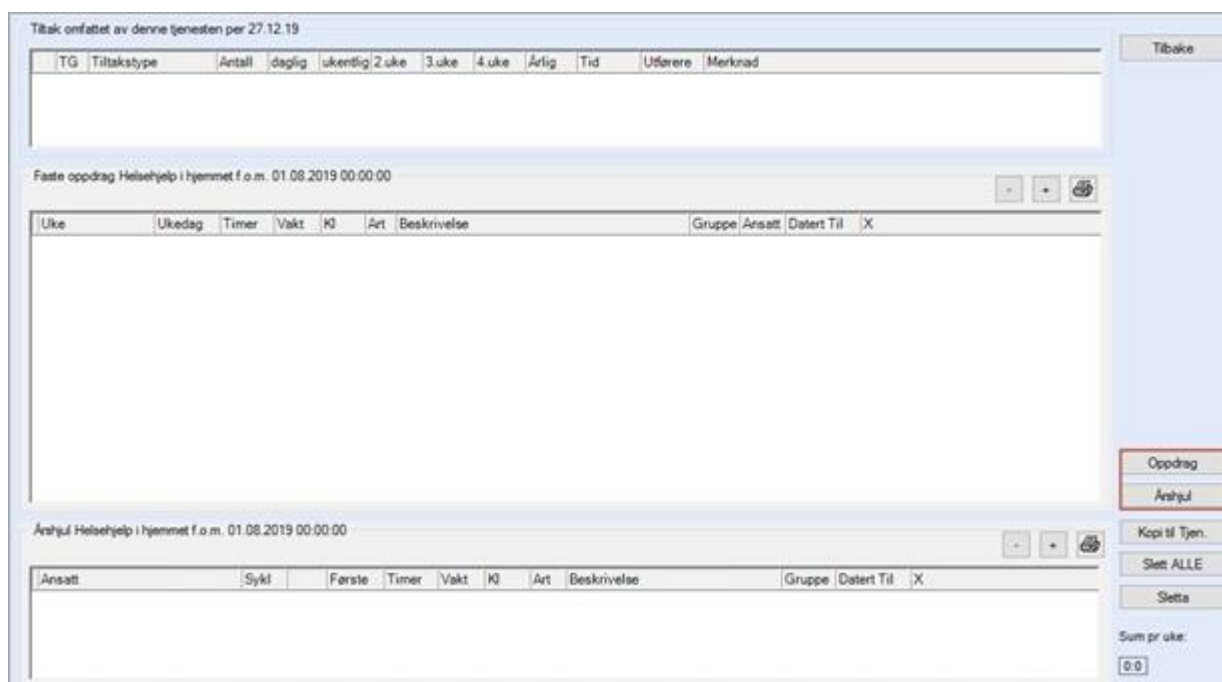 Tiltak omfattet av denne tjenesten per 27.12.19
Tilbake
TG Tiltakstype Antall daglig ukentlig 2.uke 3.uke 4.uke Årlig Tid Utførere Merknad
Faste oppdrag Helsehjelp i hjemmet f.o.m. 01.08.2019 00:00:00
- +
Uke Ukedag Timer Vakt Kl Art Beskrivelse Gruppe Ansatt Datert Til X
Oppdrag
Årshjul
Årshjul Helsehjelp i hjemmet f.o.m. 01.08.2019 00:00:00
- +
Kopi til Tjen.
Slett ALLE
Ansatt Sykl Første Timer Vakt Kl Art Beskrivelse Gruppe Datert Til X
Sletta
Sum pr uke:
0:0